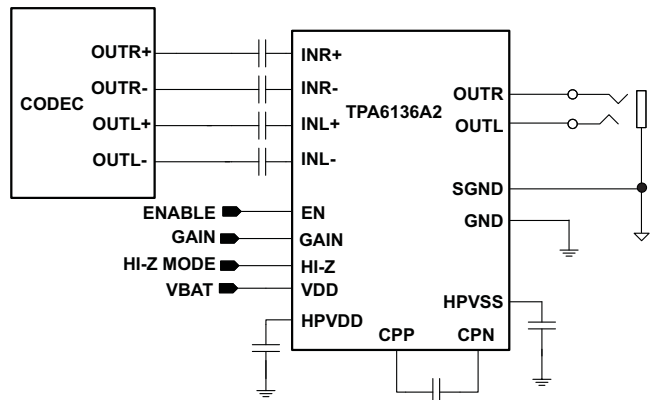 CODEC
OUTR+
OUTR-
OUTL+
OUTL-
INR+
INR-
INL+
INL-
TPA6136A2
OUTR
OUTL
SGND
GND
ENABLE
EN
GAIN
GAIN
HI-Z MODE
HI-Z
VBAT
VDD
HPVDD
HPVSS
CPP
CPN